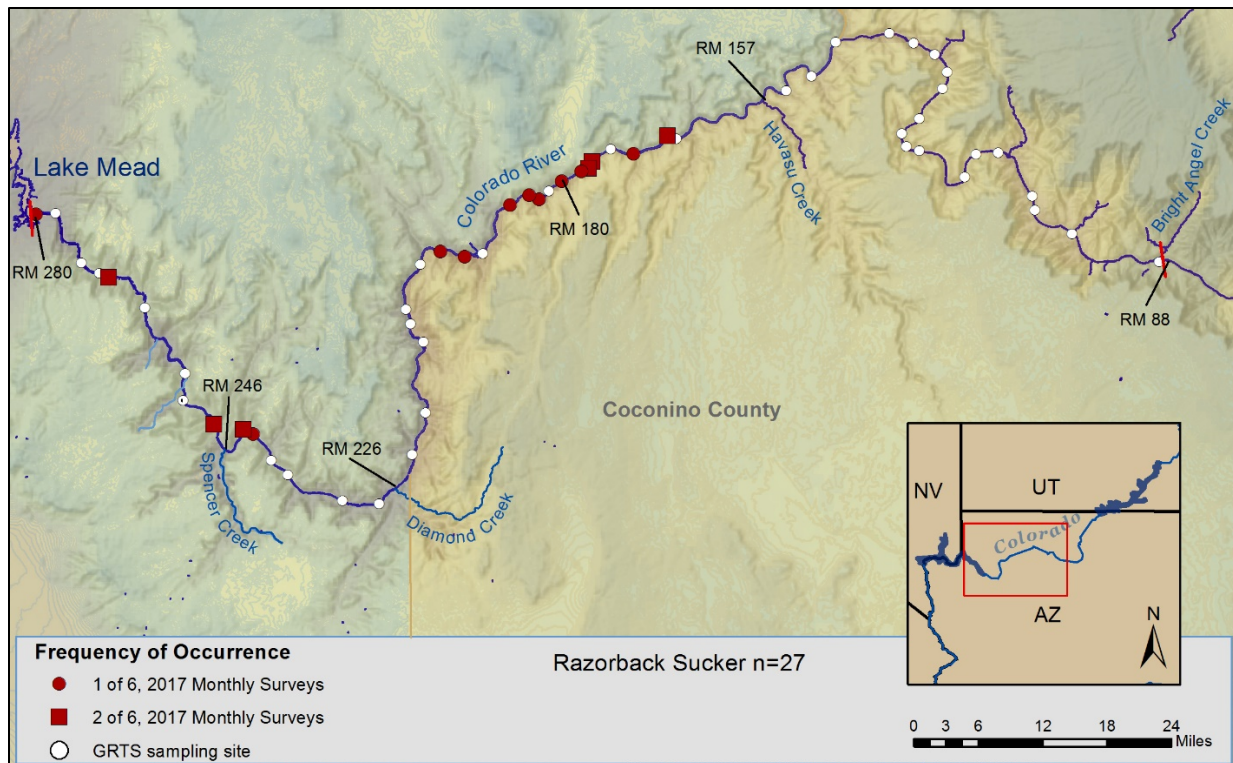 RM 157
Havasu Creek
Bright Angel Creek
Lake Mead
Colorado River
RM 180
RM 280
RM 88
RM 246
Coconino County
RM 226
Spencer Creek
Diamond Creek
NV
UT
Colorado
AZ
N
Frequency of Occurrence
Razorback Sucker n=27
1 of 6, 2017 Monthly Surveys
2 of 6, 2017 Monthly Surveys
GRTS sampling site
0 3 6 12 18 24
Miles